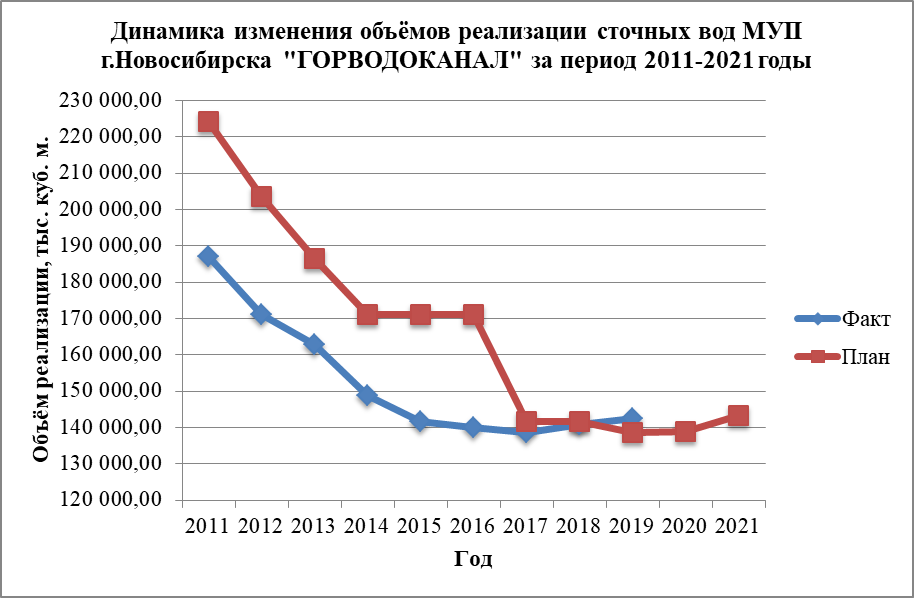 Динамика изменения объёмов реализации сточных вод МУП
г.Новосибирска "ГОРВОДОКАНАЛ" за период 2011-2021 годы
Объём реализации, тыс. куб. м.
230 000,00
220 000,00
210 000,00
200 000,00
190 000,00
180 000,00
170 000,00
160 000,00
150 000,00
140 000,00
130 000,00
120 000,00
2011 2012 2013 2014 2015 2016 2017 2018 2019 2020 2021
Год
Факт
План